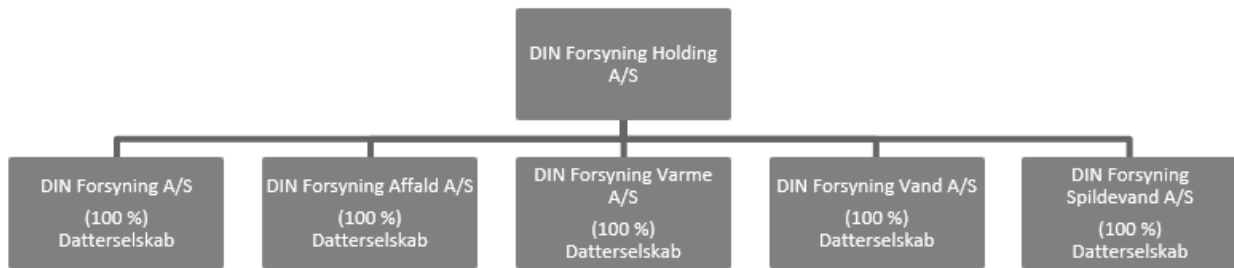 DIN Forsyning Holding
A/S
DIN Forsyning A/S
(100 %)
Datterselskab
DIN Forsyning Affald A/S
(100 %)
Datterselskab
DIN Forsyning Varme
A/S
(100 %)
Datterselskab
DIN Forsyning Vand A/S
(100 %)
Datterselskab
DIN Forsyning
Spildevand A/S
(100 %)
Datterselskab